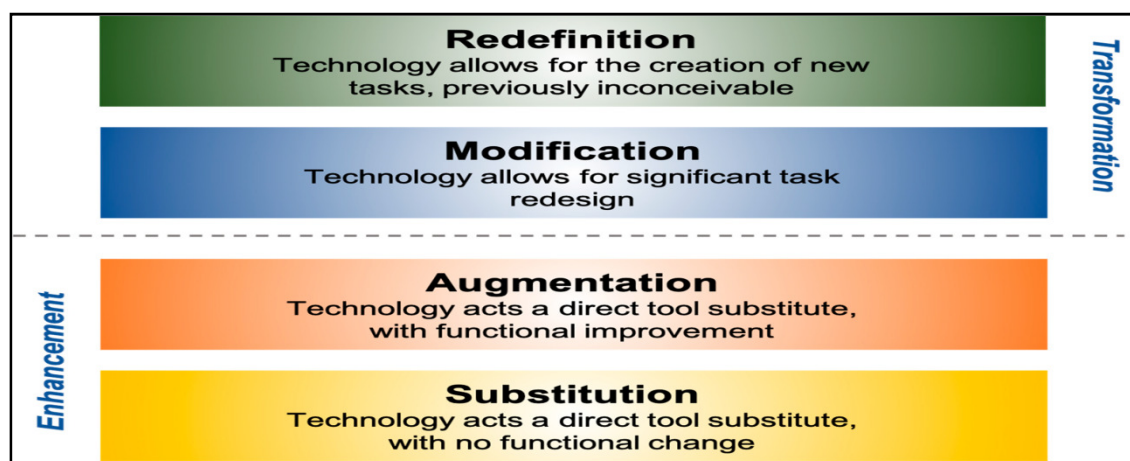 Redefinition
Technology allows for the creation of new
tasks, previously inconceivable
Transformation
Modification
Technology allows for significant task
redesign
Augmentation
Technology acts a direct tool substitute,
with functional improvement
Enhancement
Substitution
Technology acts a direct tool substitute,
with no functional change